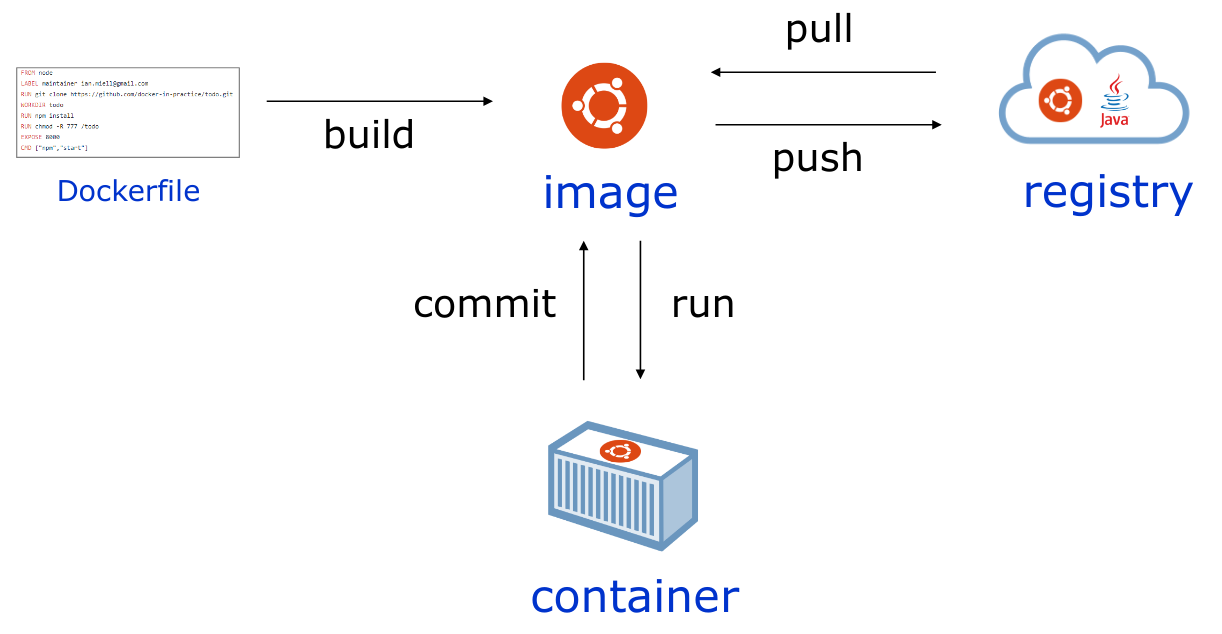 pull
FROM node
LABEL maintainer ian.miell@gmail.com
RUN git clone https://github.com/docker-in-practice/todo.git
WORKDIR todo
RUN npm install
RUN chmod -R 777 /todo
EXPOSE 8000
CMD ["npm","start"]
build
push
Java
Dockerfile
image
registry
commit
run
container